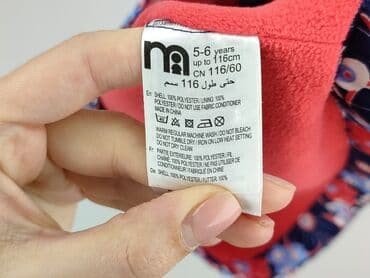 m
5-6 years
up to 116cm
CN 116/60
حتى طول 116 سم
En SHELL 100% POLYESTER / LINING 100%
POLYESTER / DO NOT USE FABRIC CONDITIONER
MADE IN CHINA
WARM REGULAR MACHINE WASH / DO NOT BLEACH
DO NOT TUMBLE DRY / IRON ON LOW HEAT SETTING
DO NOT DRY CLEAN
Fr PARTIE EXTERIEURE: 100% POLYESTER / FIL
CHAINE: 100% POLYESTER / NE PAS UTILISER DE
CONDITIONNEUR / FABRIQUE EN CHINE
De SHELL 100% POLYESTER / FUTTER 100%